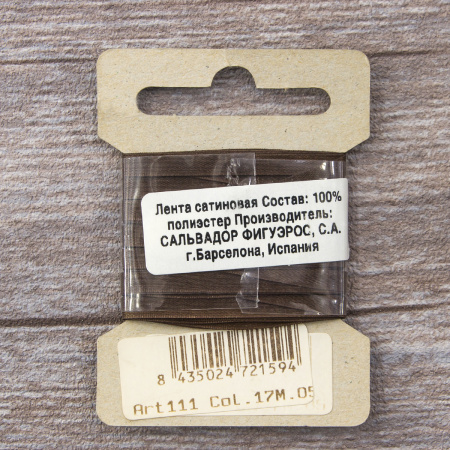 Лента сатиновая Состав: 100%
полиэстер Производитель:
САЛЬВАДОР ФИГУЭРОС, С.А.
г.Барселона, Испания
8 435024 721594
Art111 Col.17M.05